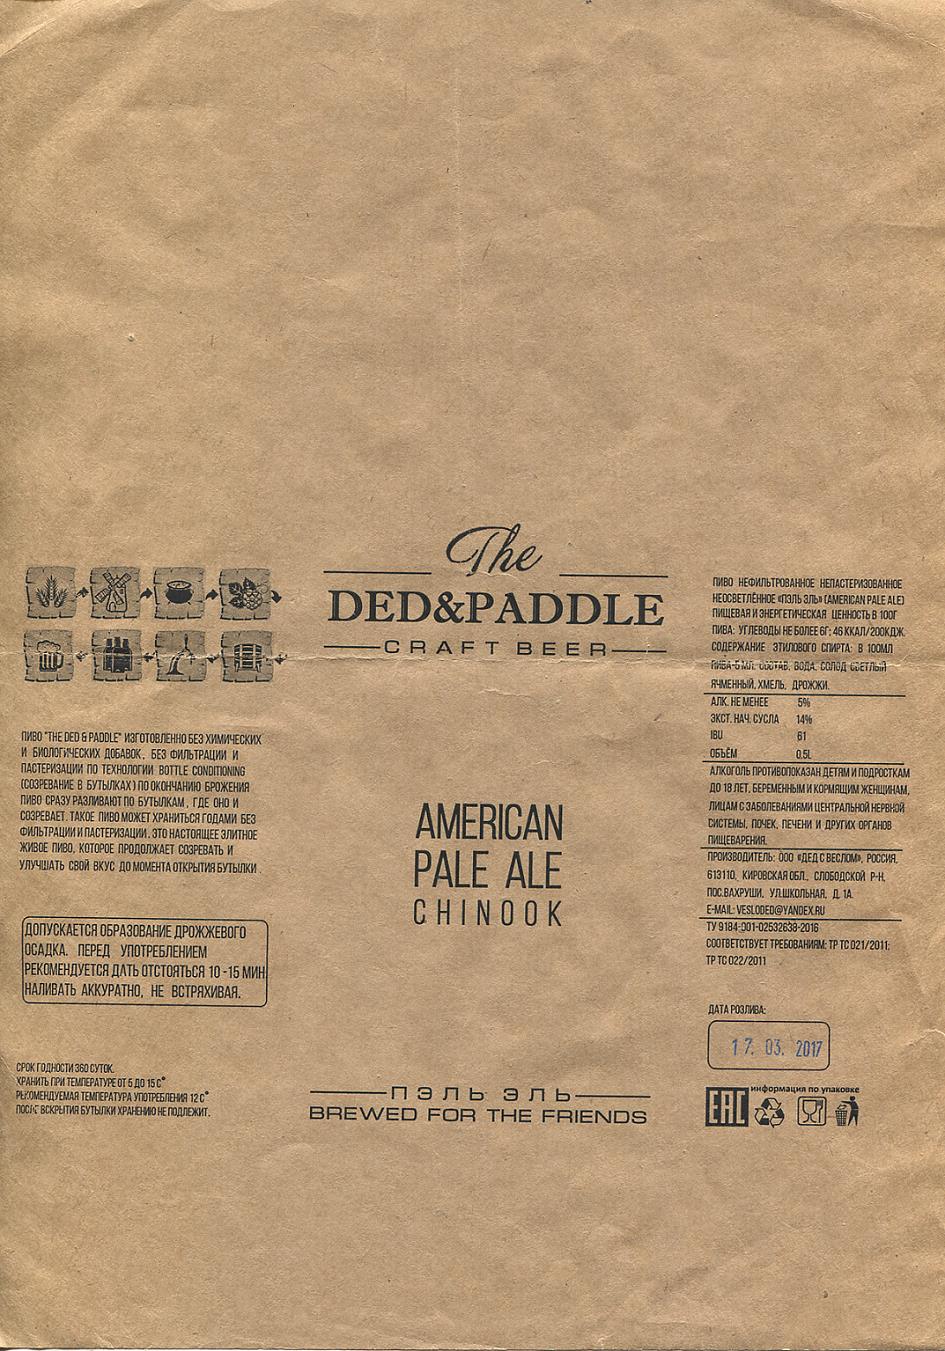 The
DED&PADDLE
CRAFT BEER
AMERICAN
PALE ALE
CHINOOK
ПЭЛЬ ЭЛЬ
BREWED FOR THE FRIENDS
ПИВО "THE DED & PADDLE" ИЗГОТОВЛЕННО БЕЗ ХИМИЧЕСКИХ
И БИОЛОГИЧЕСКИХ ДОБАВОК, БЕЗ ФИЛЬТРАЦИИ И
ПАСТЕРИЗАЦИИ ПО ТЕХНОЛОГИИ BOTTLE CONDITIONING
(СОЗРЕВАНИЕ В БУТЫЛКАХ) ПО ОКОНЧАНИЮ БРОЖЕНИЯ
ПИВО СРАЗУ РАЗЛИВАЮТ ПО БУТЫЛКАМ, ГДЕ ОНО И
СОЗРЕВАЕТ. ТАКОЕ ПИВО МОЖЕТ ХРАНИТЬСЯ ГОДАМИ БЕЗ
ФИЛЬТРАЦИИ И ПАСТЕРИЗАЦИИ. ЭТО НАСТОЯЩЕЕ ЭЛИТНОЕ
ЖИВОЕ ПИВО, КОТОРОЕ ПРОДОЛЖАЕТ СОЗРЕВАТЬ И
УЛУЧШАТЬ СВОЙ ВКУС ДО МОМЕНТА ОТКРЫТИЯ БУТЫЛКИ.
ДОПУСКАЕТСЯ ОБРАЗОВАНИЕ ДРОЖЖЕВОГО
ОСАДКА. ПЕРЕД УПОТРЕБЛЕНИЕМ
РЕКОМЕНДУЕТСЯ ДАТЬ ОТСТОЯТЬСЯ 10-15 МИН
НАЛИВАТЬ АККУРАТНО, НЕ ВСТРЯХИВАЯ.
СРОК ГОДНОСТИ 360 СУТОК.
ХРАНИТЬ ПРИ ТЕМПЕРАТУРЕ ОТ 5 ДО 15 С°
РЕКОМЕНДУЕМАЯ ТЕМПЕРАТУРА УПОТРЕБЛЕНИЯ 12 С°
ПОСЛЕ ВСКРЫТИЯ БУТЫЛКИ ХРАНЕНИЮ НЕ ПОДЛЕЖИТ.
ПИВО НЕФИЛЬТРОВАННОЕ НЕПАСТЕРИЗОВАННОЕ
НЕОСВЕТЛЁННОЕ «ПЭЛЬ ЭЛЬ» (AMERICAN PALE ALE)
ПИЩЕВАЯ И ЭНЕРГЕТИЧЕСКАЯ ЦЕННОСТЬ В 100Г
ПИВА: УГЛЕВОДЫ НЕ БОЛЕЕ 6Г; 46 ККАЛ/200КДЖ.
СОДЕРЖАНИЕ ЭТИЛОВОГО СПИРТА: В 100МЛ
ПИВА-5 МЛ. СОСТАВ: ВОДА, СОЛОД СВЕТЛЫЙ
ЯЧМЕННЫЙ, ХМЕЛЬ, ДРОЖЖИ.
АЛК. НЕ МЕНЕЕ 5%
ЭКСТ. НАЧ. СУСЛА 14%
IBU 61
ОБЪЁМ 0.5L
АЛКОГОЛЬ ПРОТИВОПОКАЗАН ДЕТЯМ И ПОДРОСТКАМ
ДО 18 ЛЕТ, БЕРЕМЕННЫМ И КОРМЯЩИМ ЖЕНЩИНАМ,
ЛИЦАМ С ЗАБОЛЕВАНИЯМИ ЦЕНТРАЛЬНОЙ НЕРВНОЙ
СИСТЕМЫ, ПОЧЕК, ПЕЧЕНИ И ДРУГИХ ОРГАНОВ
ПИЩЕВАРЕНИЯ.
ПРОИЗВОДИТЕЛЬ: ООО «ДЕД С ВЕСЛОМ», РОССИЯ,
613110, КИРОВСКАЯ ОБЛ., СЛОБОДСКОЙ Р-Н,
ПОС.ВАХРУШИ, УЛ.ШКОЛЬНАЯ, Д. 1А.
E-MAIL: VESLODED@YANDEX.RU
ТУ 9184-001-02532638-2016
СООТВЕТСТВУЕТ ТРЕБОВАНИЯМ: ТР ТС 021/2011;
ТР ТС 022/2011
ДАТА РОЗЛИВА:
17. 03. 2017
информация по упаковке
EAC